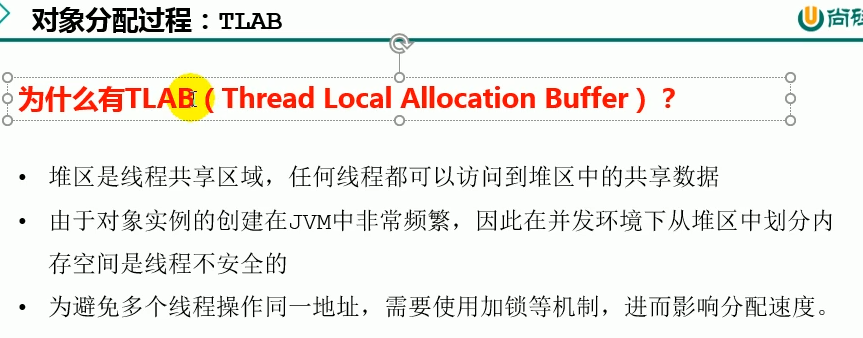 对象分配过程：TLAB
尚硅
为什么有TLAB（Thread Local Allocation Buffer）？
• 堆区是线程共享区域，任何线程都可以访问到堆区中的共享数据
• 由于对象实例的创建在JVM中非常频繁，因此在并发环境下从堆区中划分内
存空间是线程不安全的
• 为避免多个线程操作同一地址，需要使用加锁等机制，进而影响分配速度。